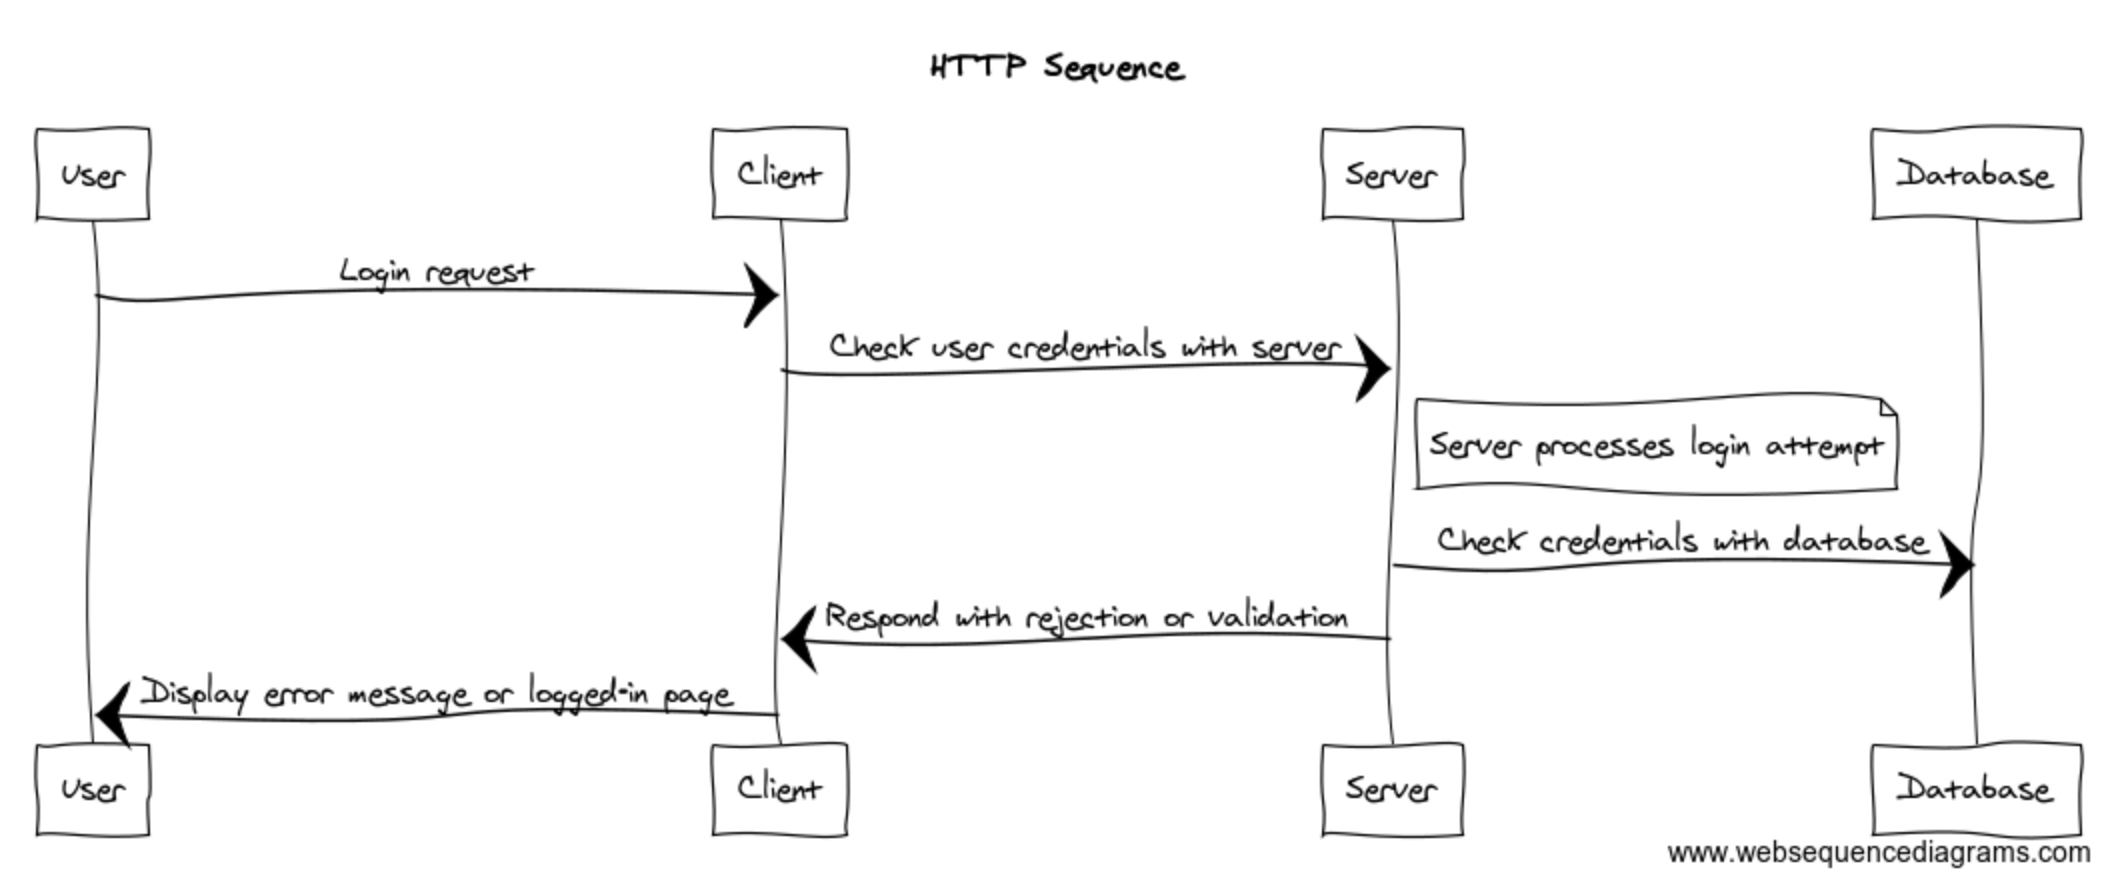 HTTP Sequence
User
Client
Server
Database
Login request
Check user credentials with server
Server processes login attempt
Check credentials with database
Respond with rejection or validation
Display error message or logged-in page
User
Client
Server
Database
www.websequencediagrams.com